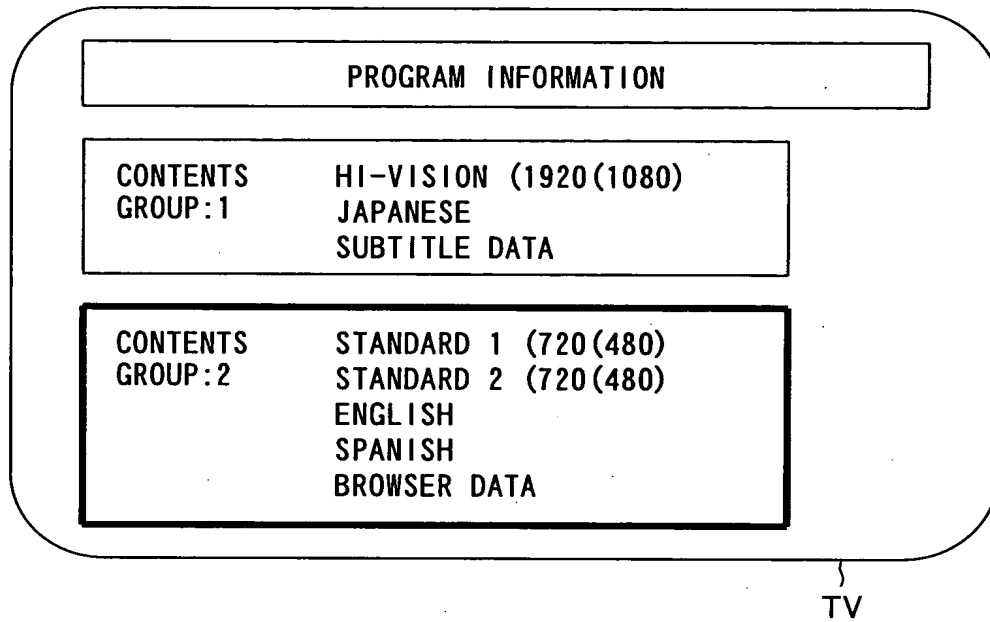 PROGRAM INFORMATION
CONTENTS GROUP:1
HI-VISION (1920(1080)
JAPANESE
SUBTITLE DATA
CONTENTS GROUP:2
STANDARD 1 (720(480)
STANDARD 2 (720(480)
ENGLISH
SPANISH
BROWSER DATA
TV